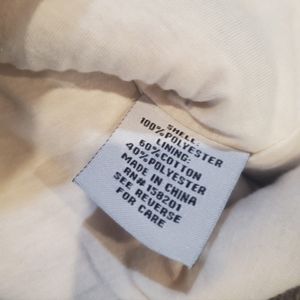 SHELL:
100% POLYESTER
LINING:
60% COTTON
40% POLYESTER
MADE IN CHINA
RN# 158201
SEE REVERSE
FOR CARE